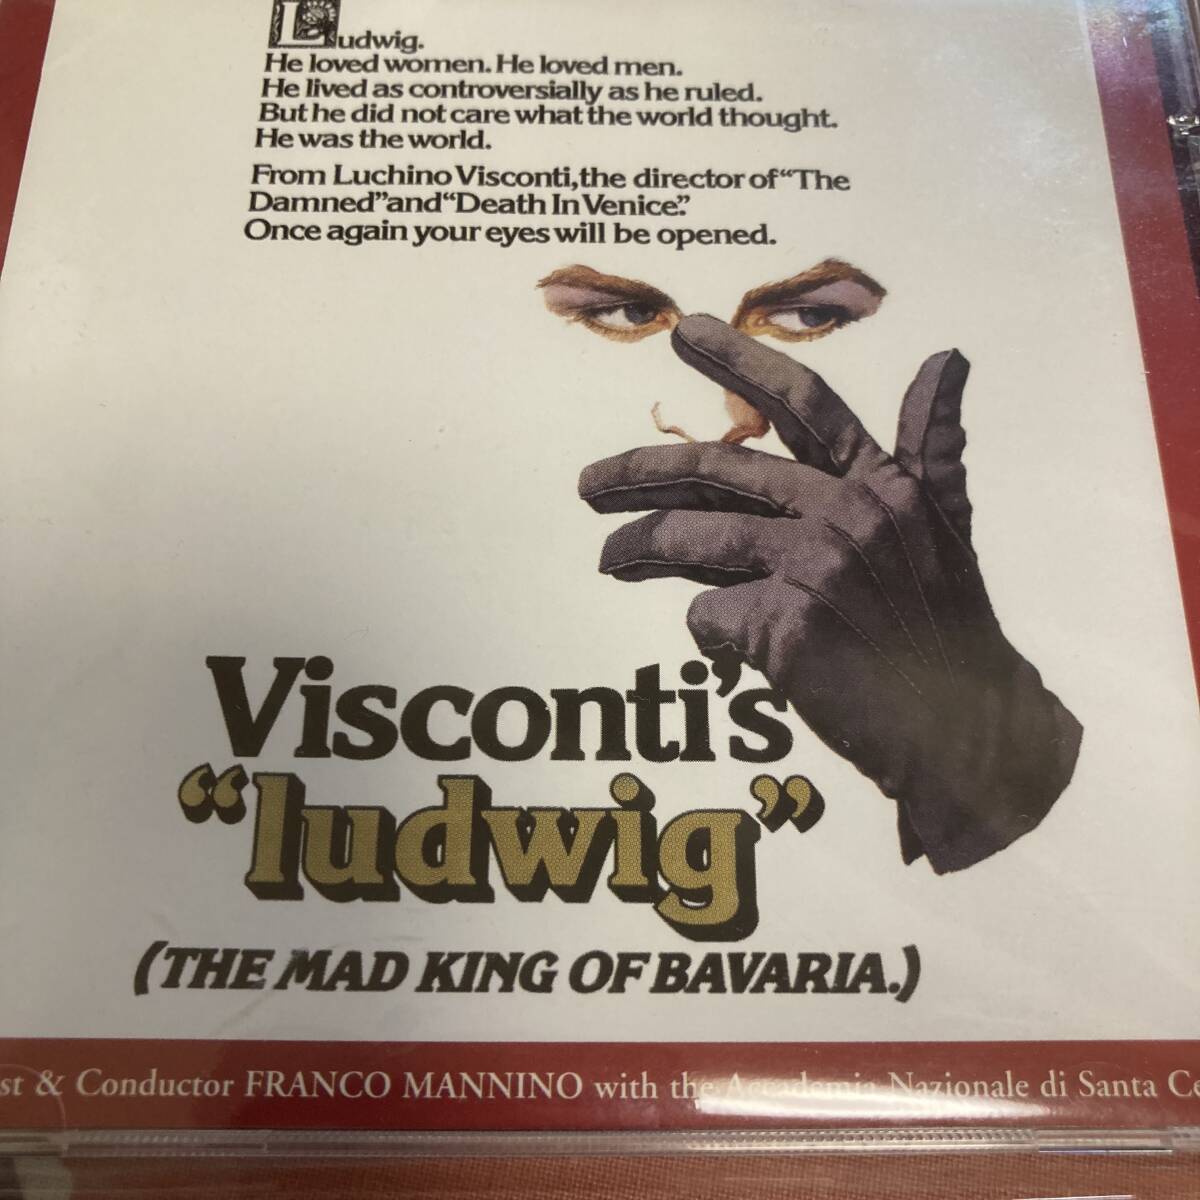 Ludwig.
He loved women. He loved men.
He lived as controversially as he ruled.
But he did not care what the world thought.
He was the world.
From Luchino Visconti, the director of "The
Damned" and "Death In Venice."
Once again your eyes will be opened.
Visconti's
"ludwig"
(THE MAD KING OF BAVARIA.)
st & Conductor FRANCO MANNINO with the Accademia Nazionale di Santa Ce